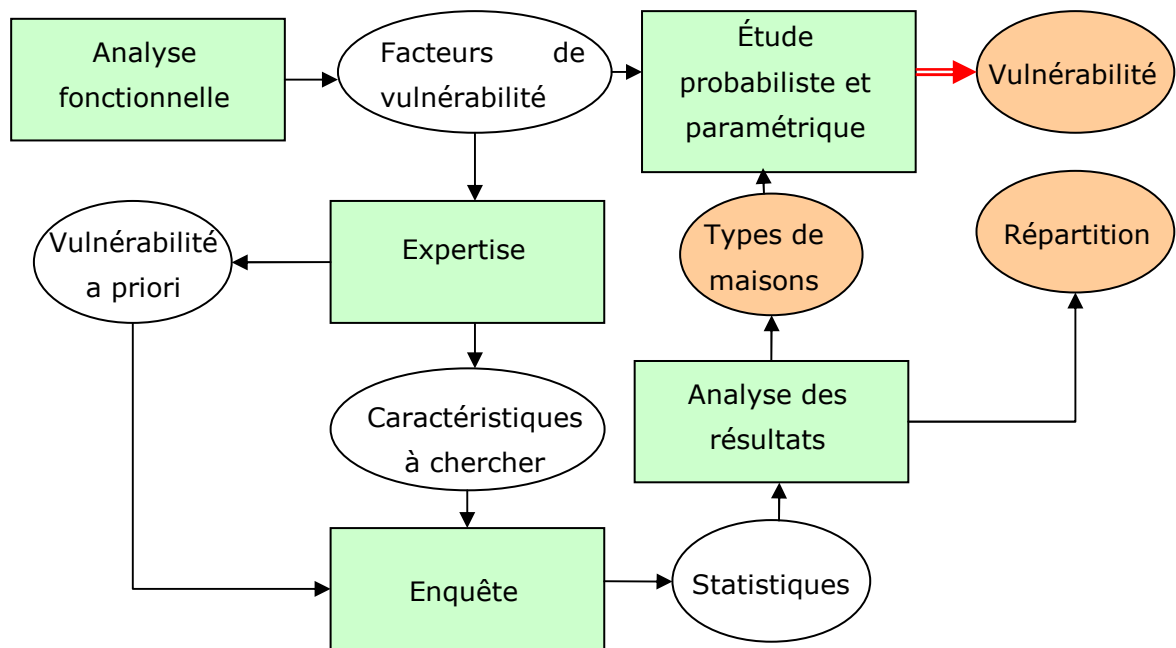 Analyse
fonctionnelle
Facteurs de
vulnérabilité
Étude
probabiliste et
paramétrique
Vulnérabilité
Vulnérabilité
a priori
Expertise
Types de
maisons
Répartition
Caractéristiques
à chercher
Analyse des
résultats
Enquête
Statistiques